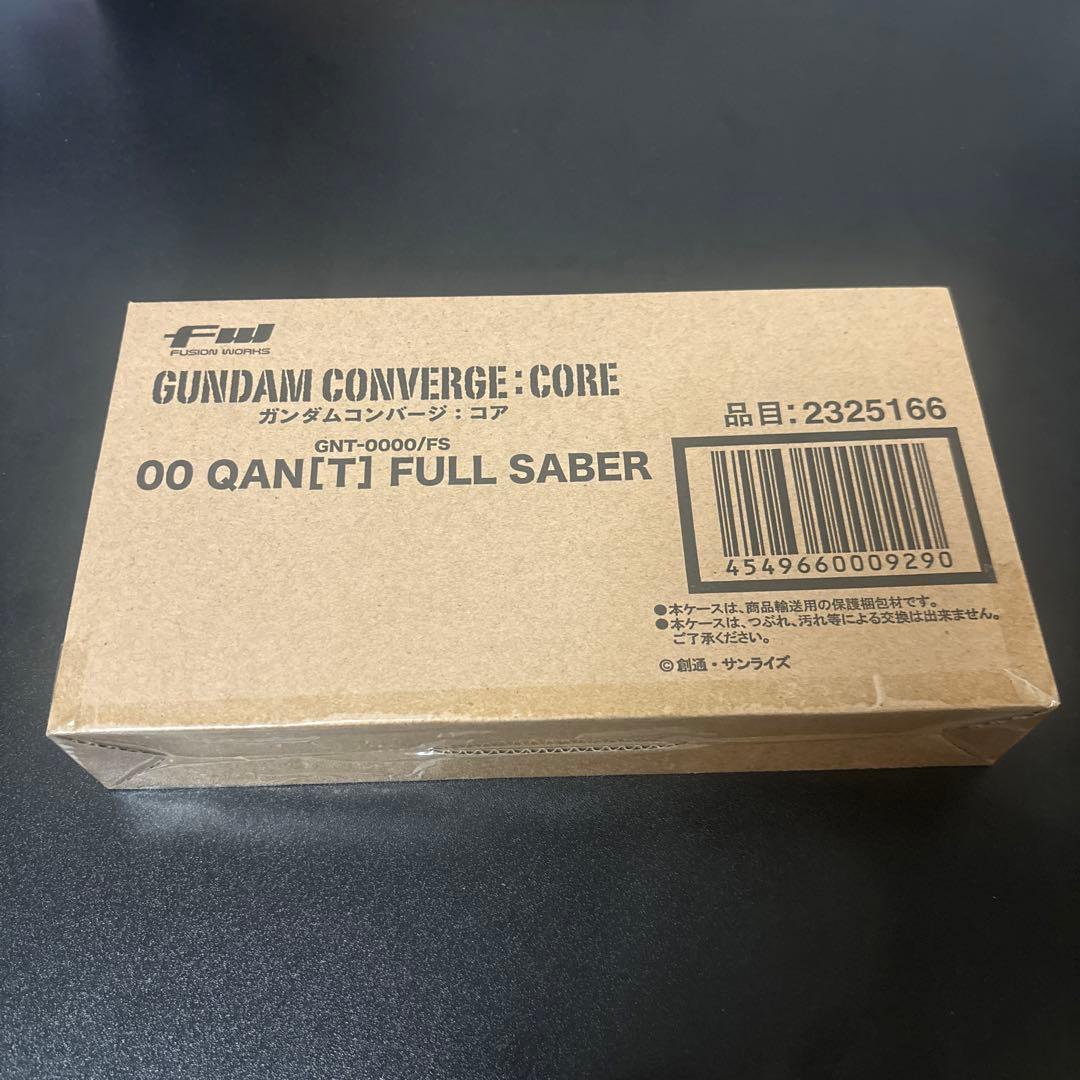 FW
FUSION WORKS
GUNDAM CONVERGE:CORE
ガンダムコンバージ:コア
GNT-0000/FS
00 QAN[T] FULL SABER
品目:2325166
4549660009290
●本ケースは、商品輸送用の保護梱包材です。
●本ケースは、つぶれ、汚れ等による交換は出来ません。
ご了承ください。
©創通・サンライズ